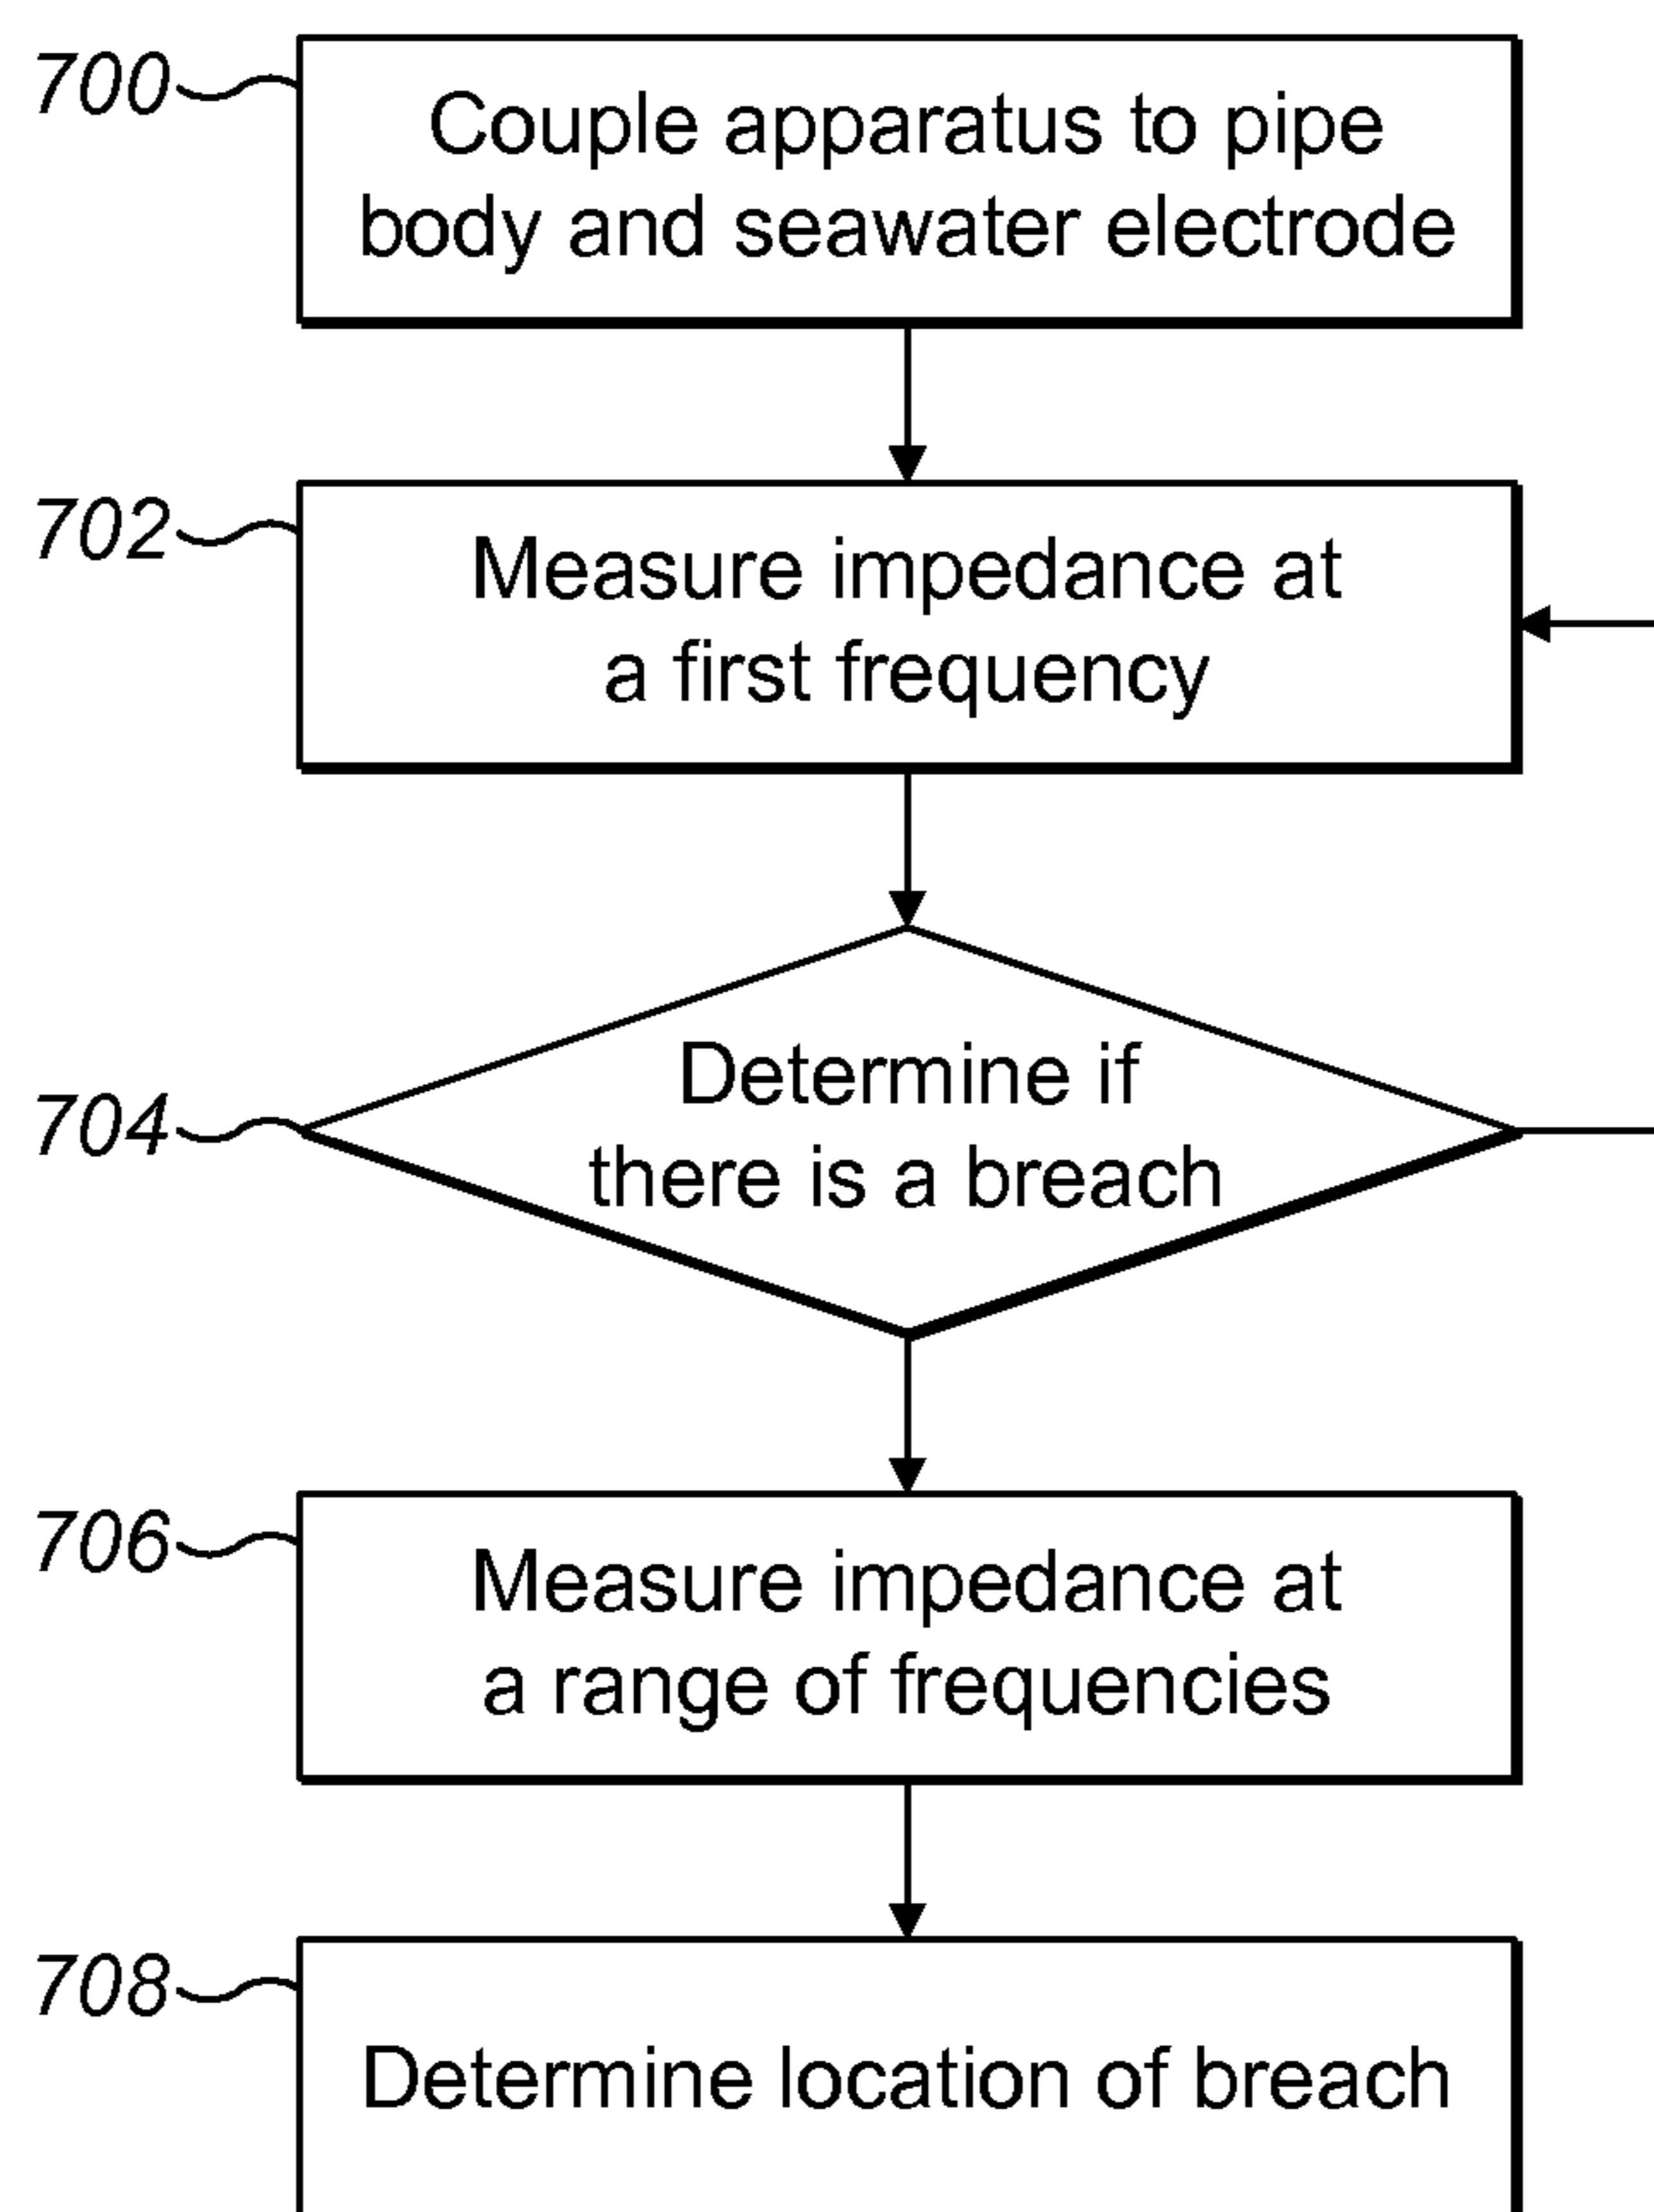 700
Couple apparatus to pipe
body and seawater electrode
702
Measure impedance at
a first frequency
704
Determine if
there is a breach
706
Measure impedance at
a range of frequencies
708
Determine location of breach